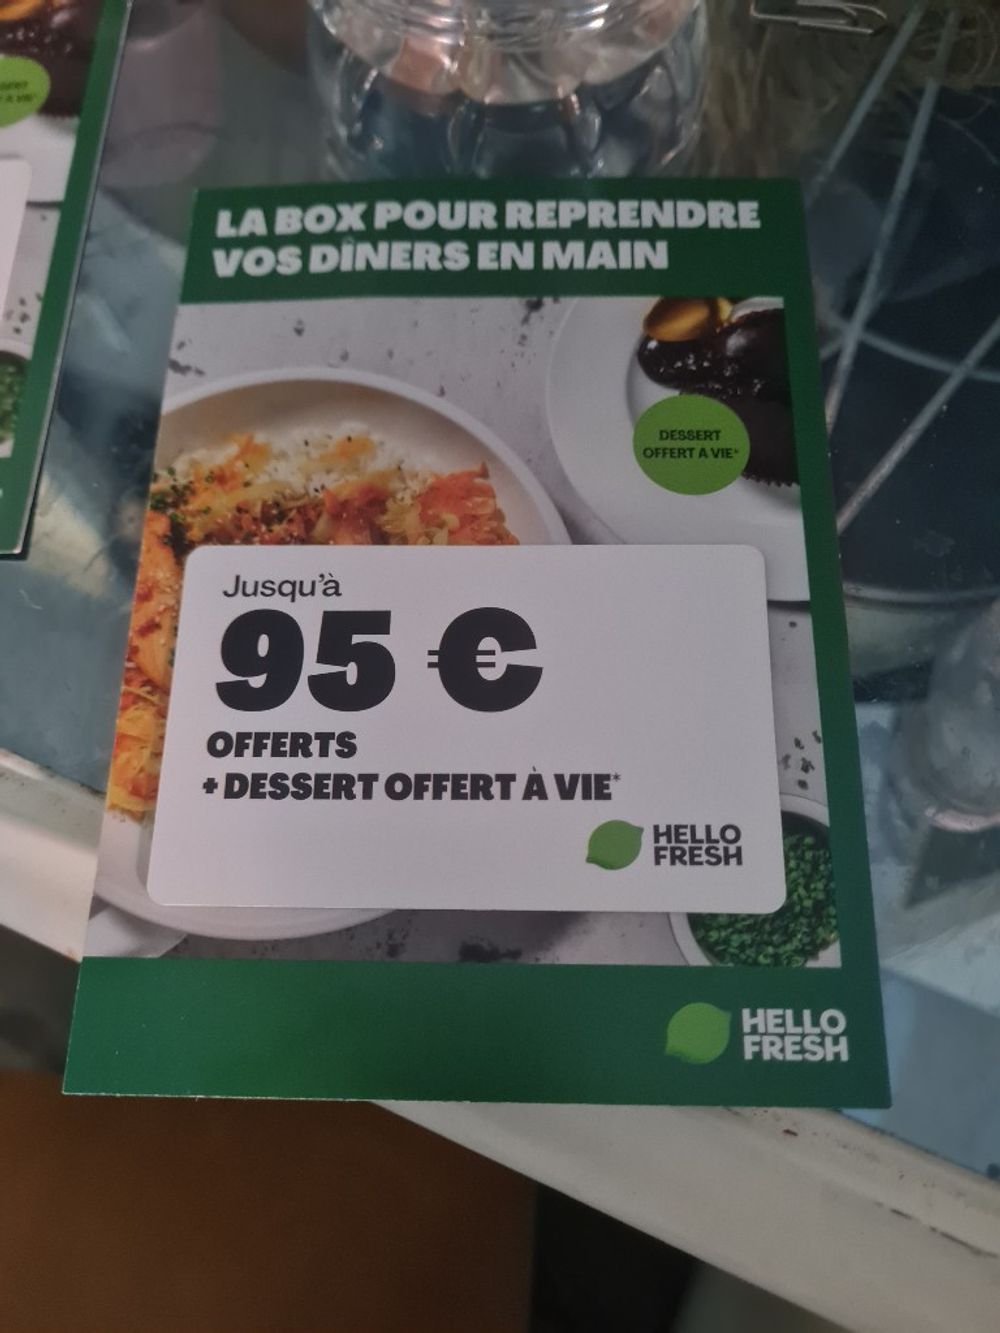 LA BOX POUR REPRENDRE
VOS DÎNERS EN MAIN
DESSERT
OFFERT À VIE*
Jusqu'à
95 €
OFFERTS
+ DESSERT OFFERT À VIE*
HELLO
FRESH
HELLO
FRESH